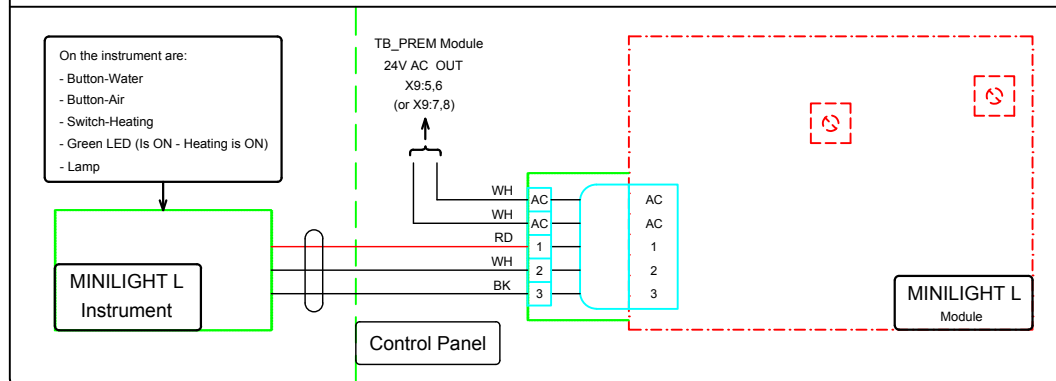 On the instrument are:
- Button-Water
- Button-Air
- Switch-Heating
- Green LED (Is ON - Heating is ON)
- Lamp
TB_PREM Module
24V AC OUT
X9:5,6
(or X9:7,8)
WH
AC
AC
WH
AC
AC
RD
1
1
WH
2
2
BK
3
3
MINILIGHT L
Instrument
MINILIGHT L
Module
Control Panel